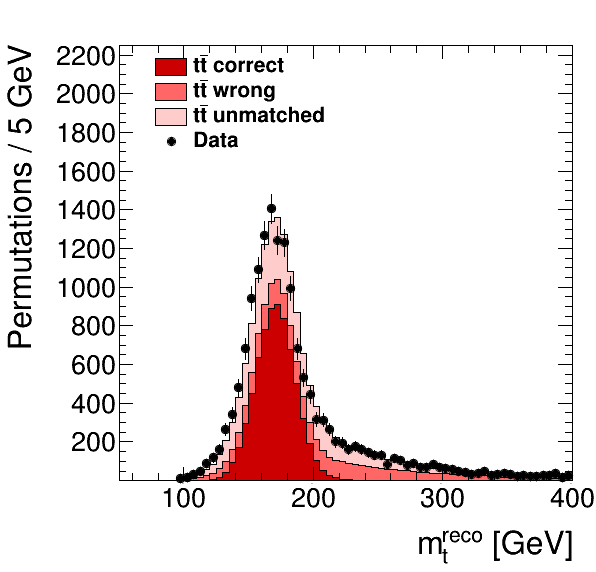 Permutations / 5 GeV
2200
2000
1800
1600
1400
1200
1000
800
600
400
200
tt̄ correct
tt̄ wrong
tt̄ unmatched
Data
100 200 300 400
m_t^reco [GeV]